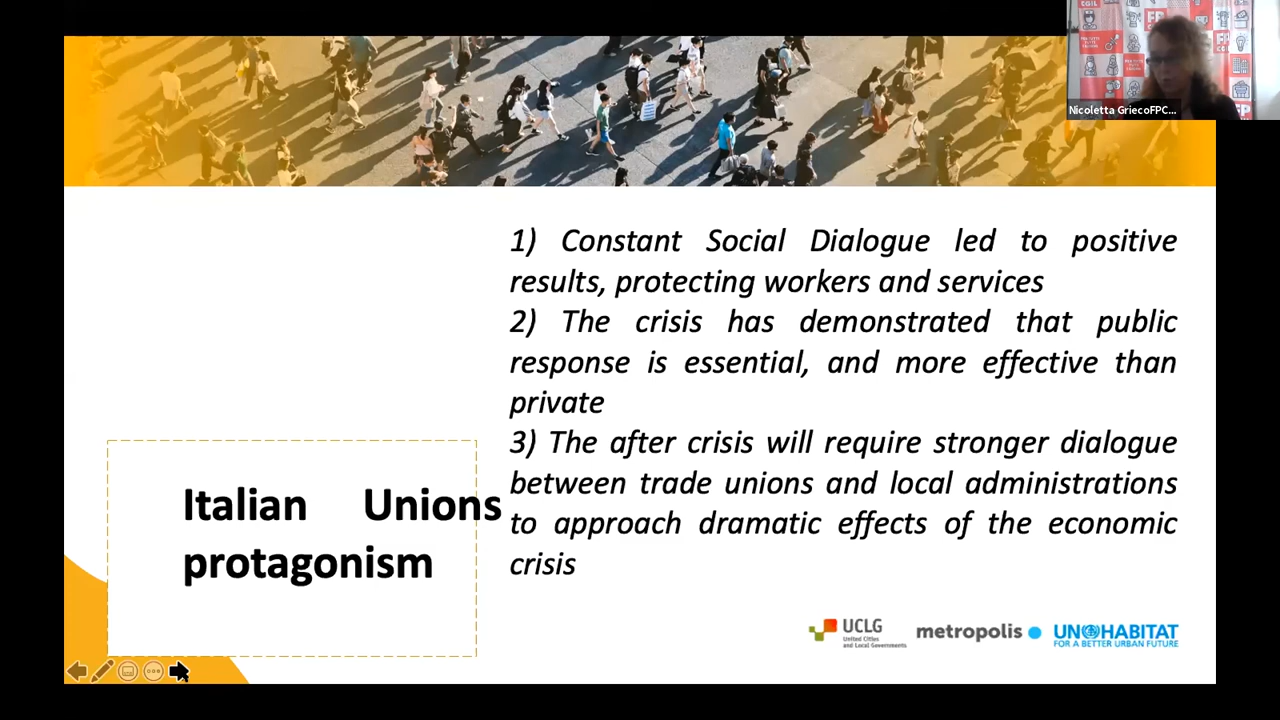 CGIL
FP
CGIL
Nicoletta GriecoFPC...
1) Constant Social Dialogue led to positive
results, protecting workers and services
2) The crisis has demonstrated that public
response is essential, and more effective than
private
3) The after crisis will require stronger dialogue
between trade unions and local administrations
to approach dramatic effects of the economic
crisis
Italian Unions
protagonism
UCLG
United Cities
and Local Governments
metropolis
UN HABITAT
FOR A BETTER URBAN FUTURE